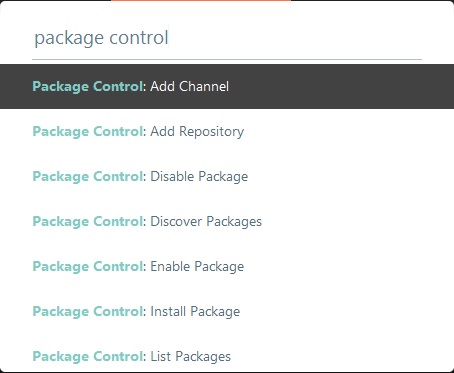 package control
Package Control: Add Channel
Package Control: Add Repository
Package Control: Disable Package
Package Control: Discover Packages
Package Control: Enable Package
Package Control: Install Package
Package Control: List Packages